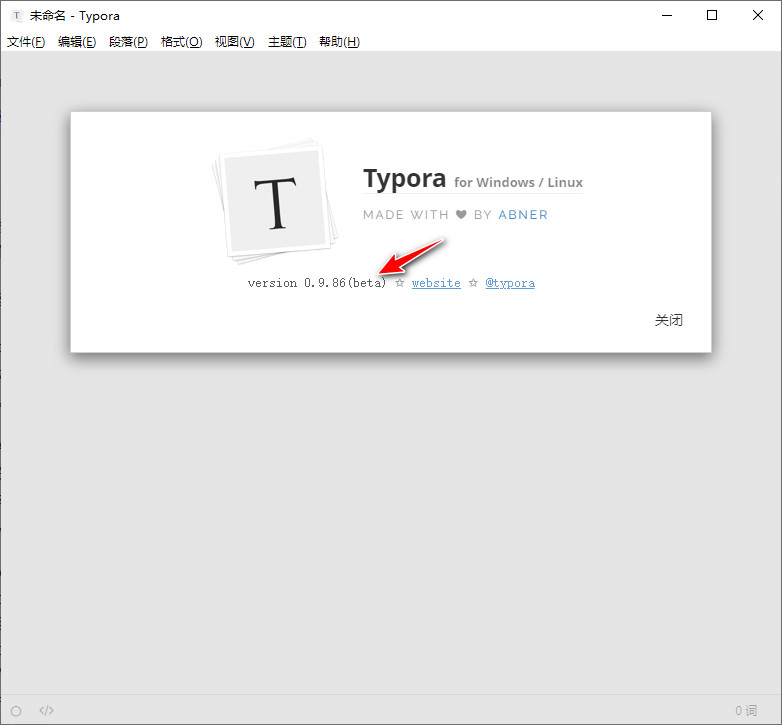 未命名 - Typora
文件(F) 编辑(E) 段落(P) 格式(O) 视图(V) 主题(T) 帮助(H)
T
Typora for Windows / Linux
MADE WITH ♥ BY ABNER
version 0.9.86(beta) ☆ website ☆ @typora
关闭
</> 0 词